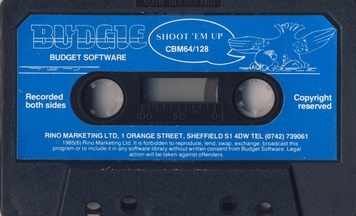 BUDGIE
BUDGET SOFTWARE
SHOOT 'EM UP
CBM64/128
Recorded
both sides
100 50 0
Copyright
reserved
RINO MARKETING LTD, 1 ORANGE STREET, SHEFFIELD S1 4DW TEL (0742) 739061
1985(6) Rino Marketing Ltd. It is forbidden to reproduce, lend, swap, exchange, broadcast this
program or to include it in any software library without written consent from Budget Software. Legal
action will be taken against offenders.